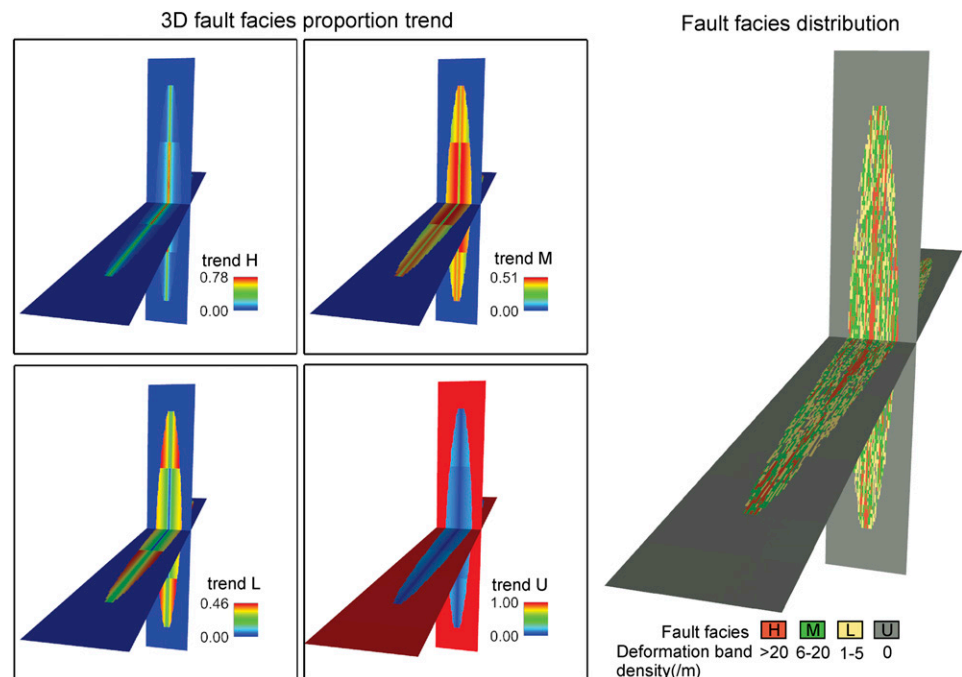 3D fault facies proportion trend
trend H
0.78
0.00
trend M
0.51
0.00
trend L
0.46
0.00
trend U
1.00
0.00
Fault facies distribution
Fault facies H M L U
Deformation band density(/m) >20 6-20 1-5 0